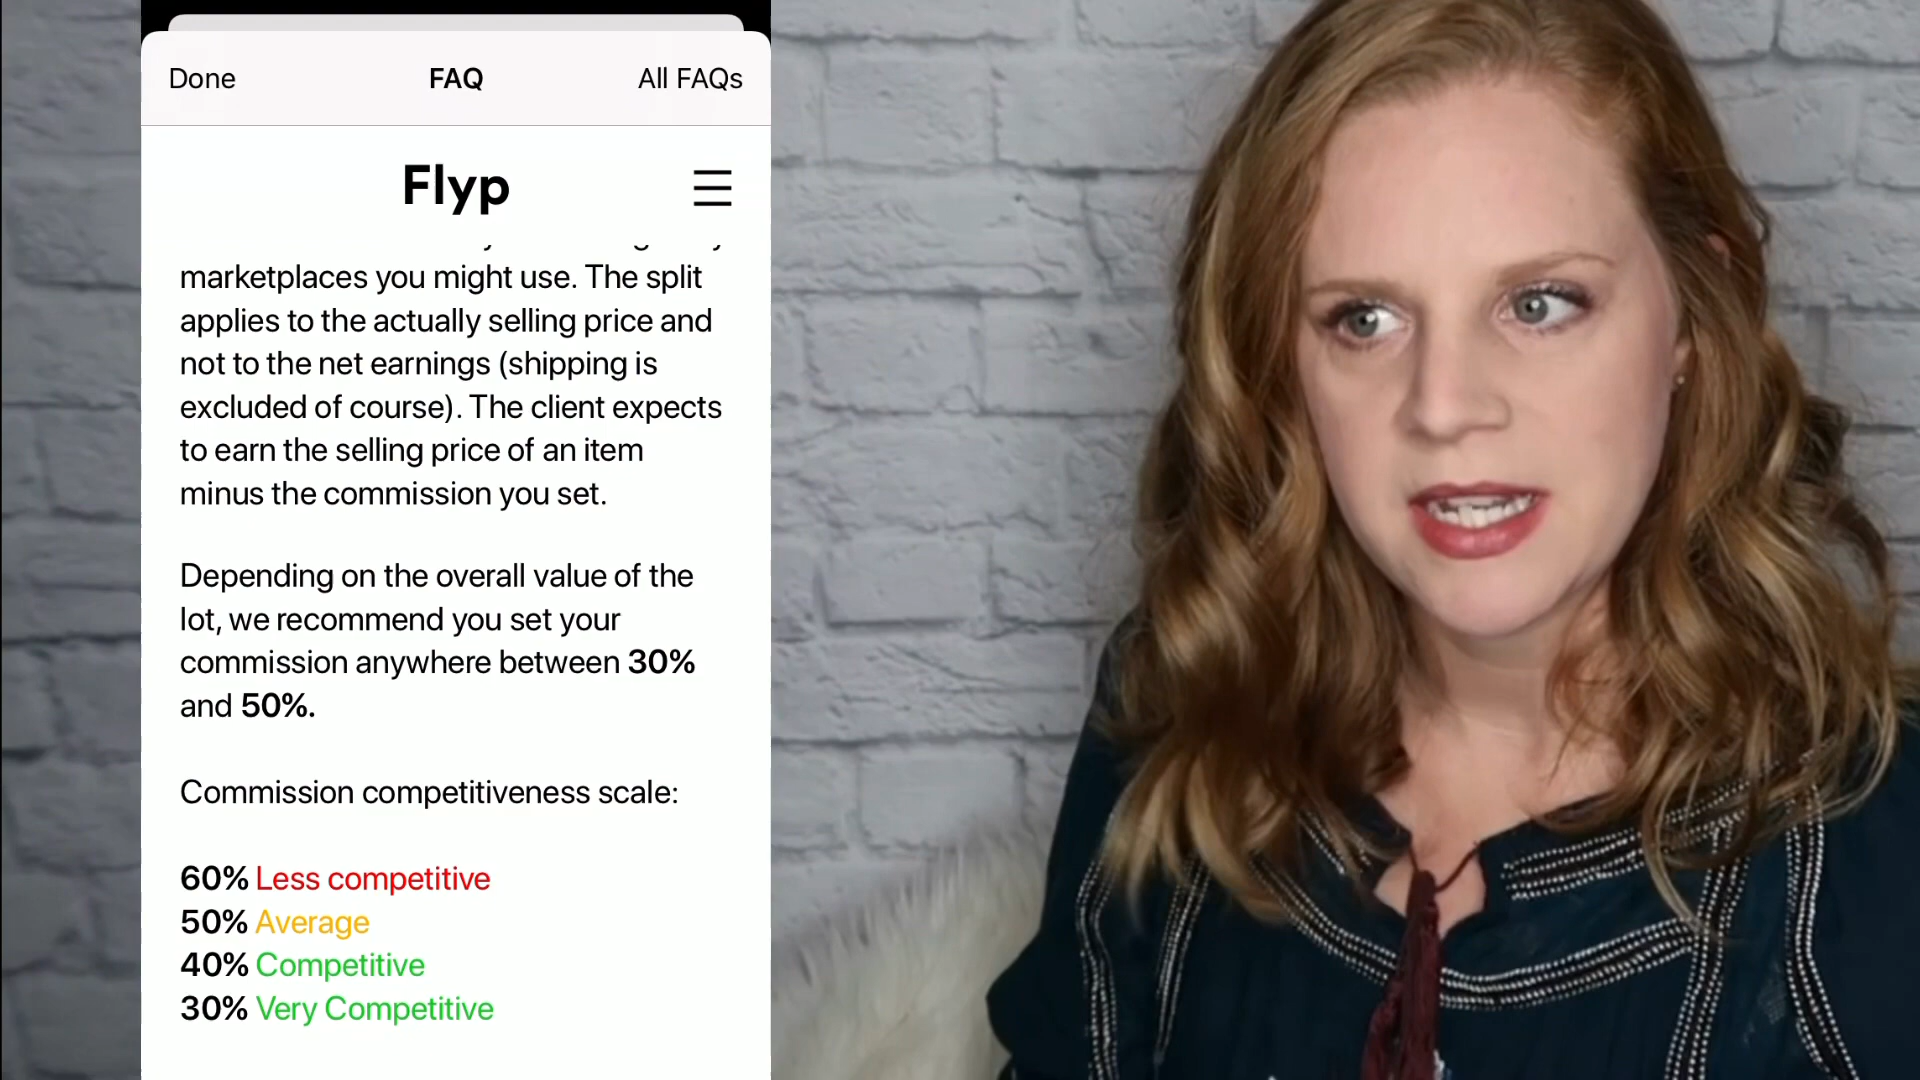 Done FAQ All FAQs
Flyp
marketplaces you might use. The split
applies to the actually selling price and
not to the net earnings (shipping is
excluded of course). The client expects
to earn the selling price of an item
minus the commission you set.
Depending on the overall value of the
lot, we recommend you set your
commission anywhere between 30%
and 50%.
Commission competitiveness scale:
60% Less competitive
50% Average
40% Competitive
30% Very Competitive